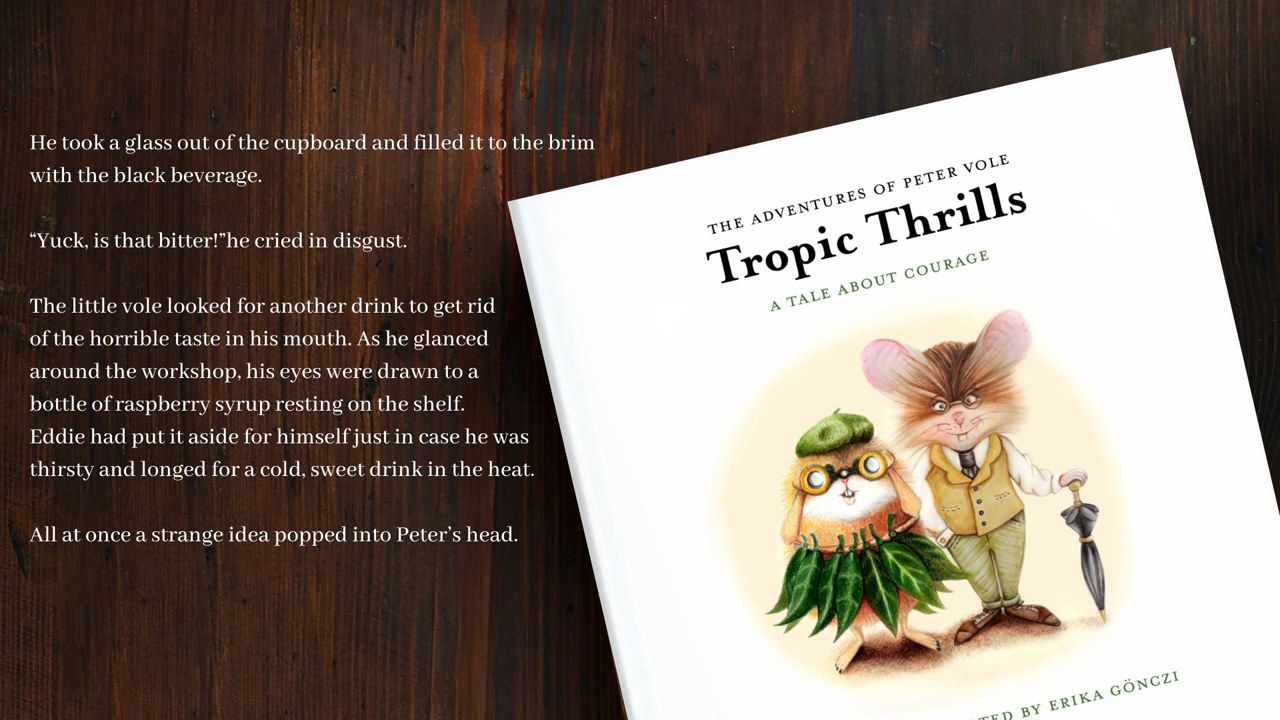 He took a glass out of the cupboard and filled it to the brim
with the black beverage.
“Yuck, is that bitter!”he cried in disgust.
The little vole looked for another drink to get rid
of the horrible taste in his mouth. As he glanced
around the workshop, his eyes were drawn to a
bottle of raspberry syrup resting on the shelf.
Eddie had put it aside for himself just in case he was
thirsty and longed for a cold, sweet drink in the heat.
All at once a strange idea popped into Peter’s head.
THE ADVENTURES OF PETER VOLE
Tropic Thrills
A TALE ABOUT COURAGE
BY ERIKA GÖNCZI